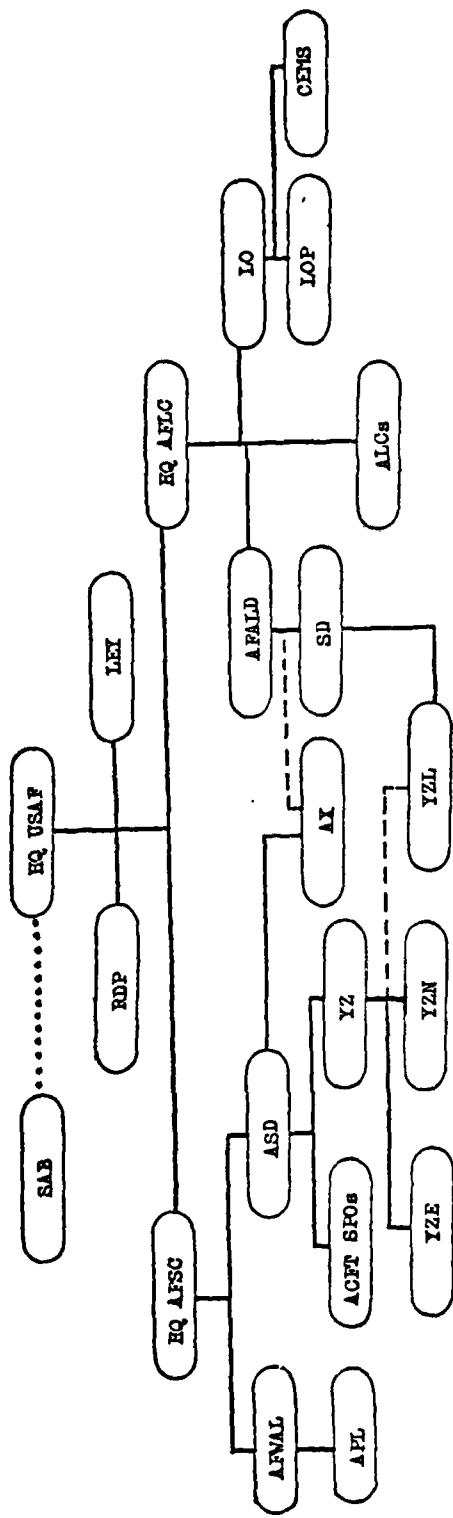 SAB
HQ USAF
RDP
LEY
HQ AFSC
HQ AFLC
AFWAL
ASD
AFALD
LO
APL
ACFT SPOs
YZ
AX
SD
ALCs
LOP
CEMS
YZE
YZN
YZL